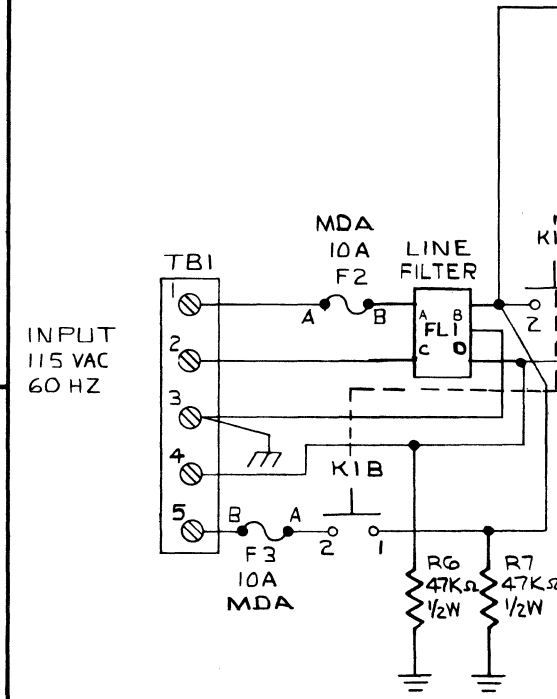 MDA
10A
F2
LINE
FILTER
K1
TB1
1
A
B
A B
FL1
C D
2
INPUT
115 VAC
60 HZ
2
3
4
K1B
5
B
A
2
1
F3
10A
MDA
R6
47KΩ
1/2W
R7
47KΩ
1/2W